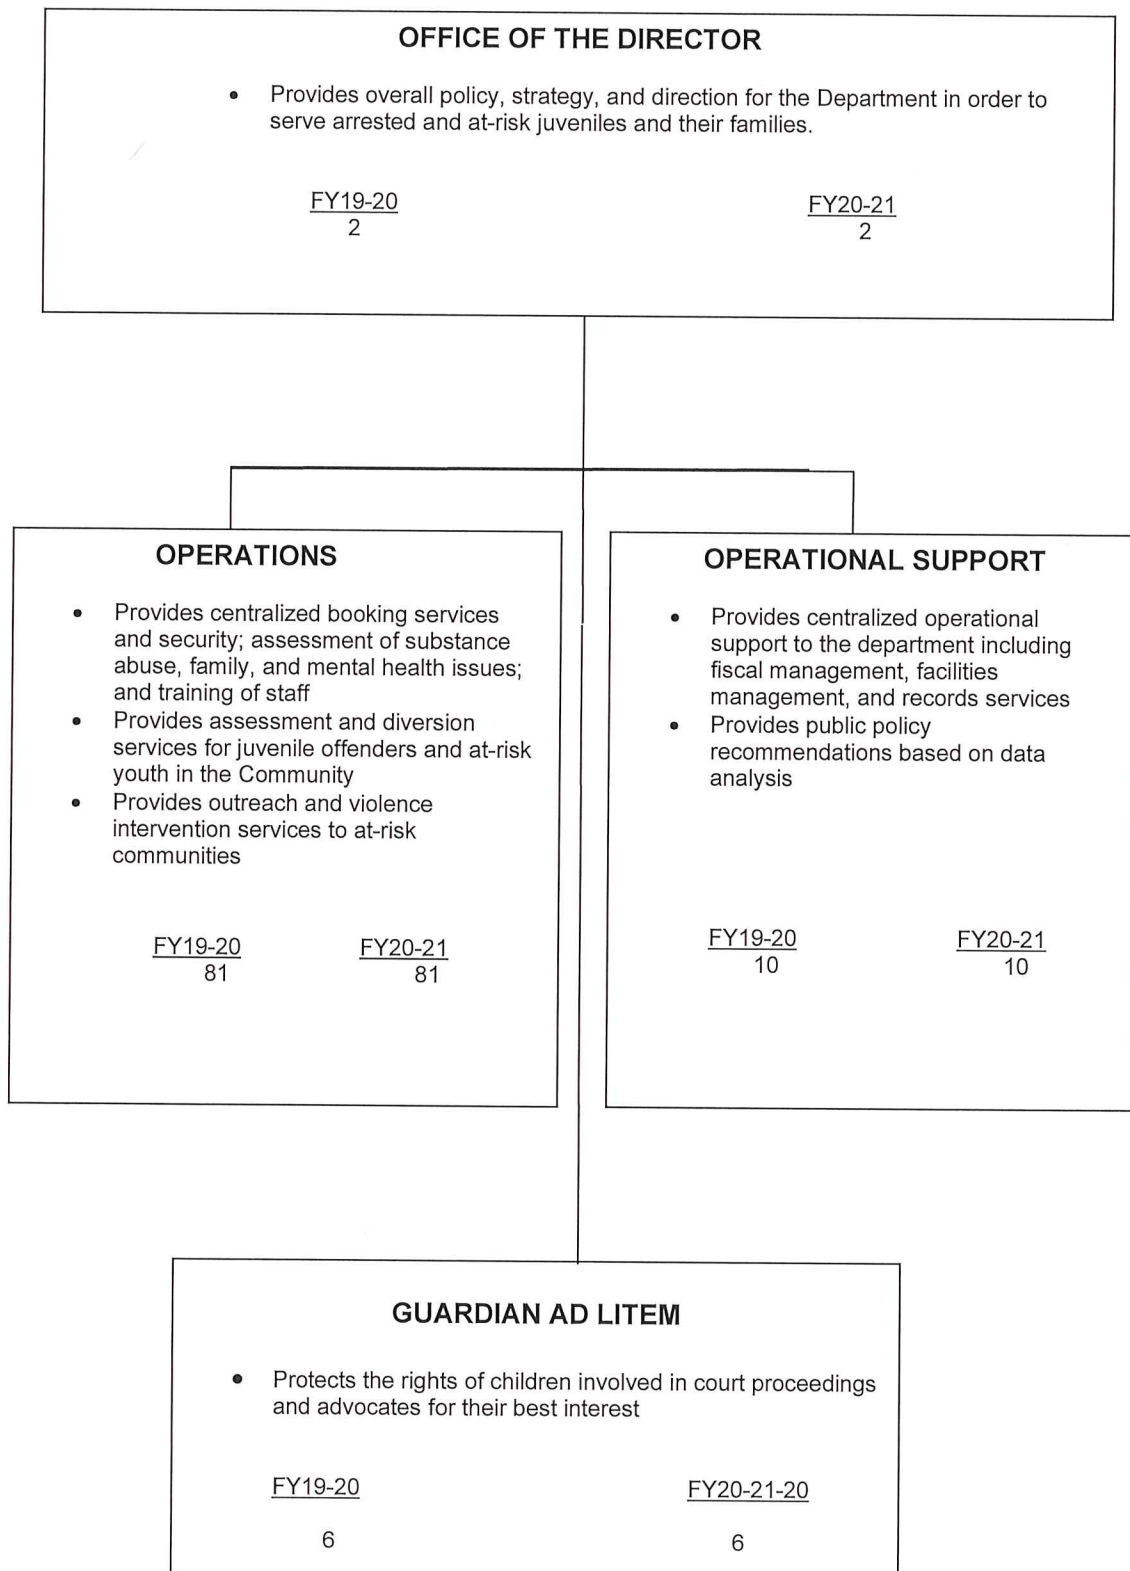 OFFICE OF THE DIRECTOR
• Provides overall policy, strategy, and direction for the Department in order to
serve arrested and at-risk juveniles and their families.
FY19-20 FY20-21
2 2
OPERATIONS
• Provides centralized booking services
and security; assessment of substance
abuse, family, and mental health issues;
and training of staff
• Provides assessment and diversion
services for juvenile offenders and at-risk
youth in the Community
• Provides outreach and violence
intervention services to at-risk
communities
FY19-20 FY20-21
81 81
OPERATIONAL SUPPORT
• Provides centralized operational
support to the department including
fiscal management, facilities
management, and records services
• Provides public policy
recommendations based on data
analysis
FY19-20 FY20-21
10 10
GUARDIAN AD LITEM
• Protects the rights of children involved in court proceedings
and advocates for their best interest
FY19-20 FY20-21-20
6 6